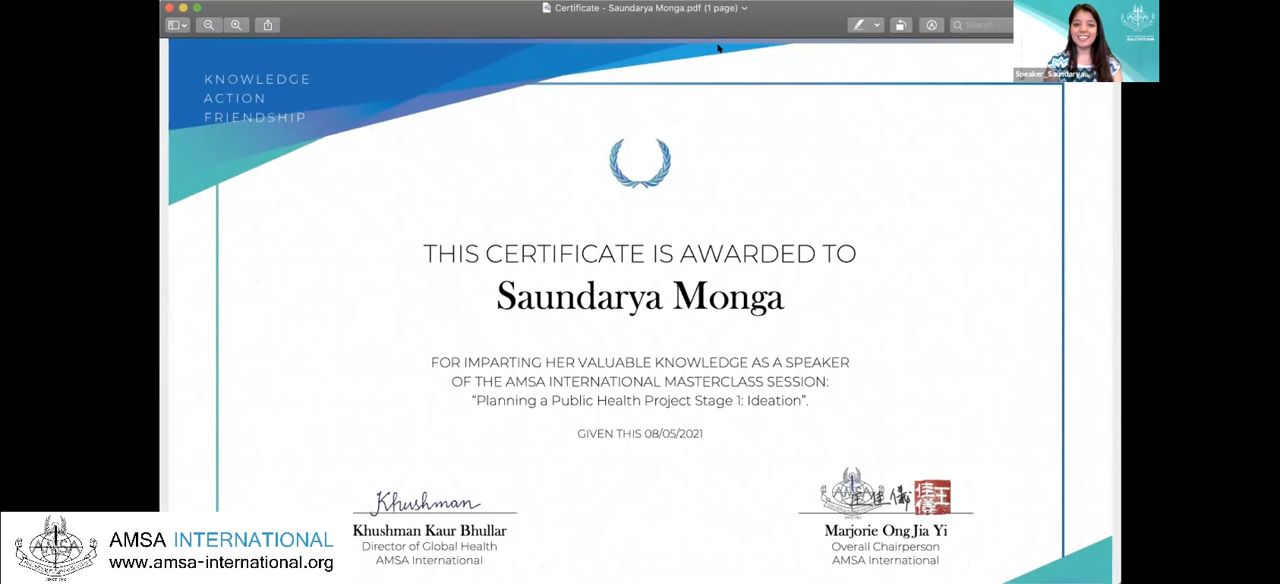 Certificate - Saundarya Monga.pdf (1 page)
Search
KNOWLEDGE
ACTION
FRIENDSHIP
THIS CERTIFICATE IS AWARDED TO
Saundarya Monga
FOR IMPARTING HER VALUABLE KNOWLEDGE AS A SPEAKER
OF THE AMSA INTERNATIONAL MASTERCLASS SESSION:
“Planning a Public Health Project Stage 1: Ideation”.
GIVEN THIS 08/05/2021
Khushman
Khushman Kaur Bhullar
Director of Global Health
AMSA International
Marjorie Ong Jia Yi
Overall Chairperson
AMSA International
Speaker_Saundarya...
AMSA INTERNATIONAL
www.amsa-international.org